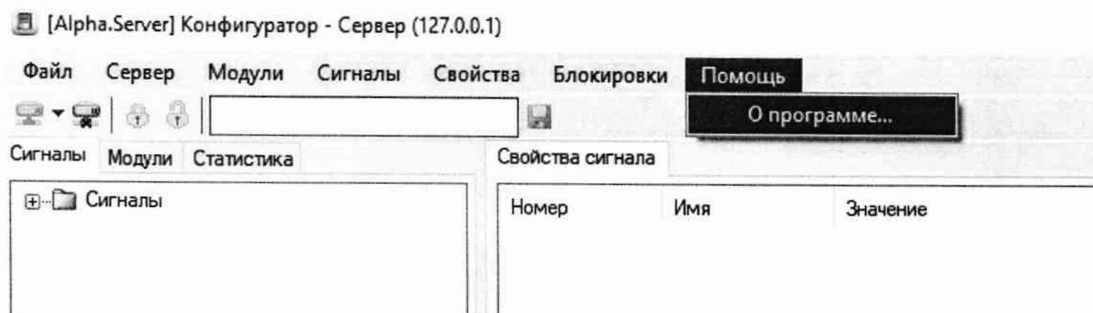 [Alpha.Server] Конфигуратор - Сервер (127.0.0.1)
Файл Сервер Модули Сигналы Свойства Блокировки Помощь
О программе...
Сигналы Модули Статистика Свойства сигнала
Сигналы
Номер Имя Значение